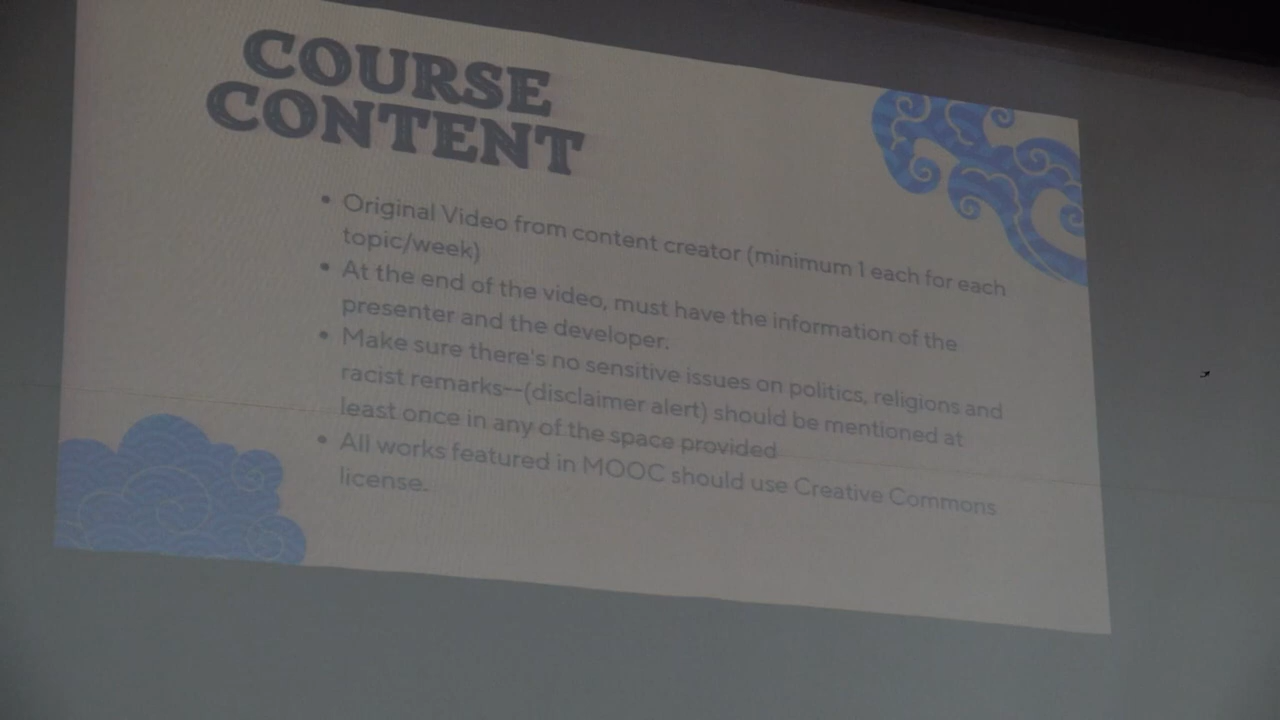 COURSE
CONTENT
• Original Video from content creator (minimum 1 each for each
topic/week)
• At the end of the video, must have the information of the
presenter and the developer.
• Make sure there's no sensitive issues on politics, religions and
racist remarks--(disclaimer alert) should be mentioned at
least once in any of the space provided
• All works featured in MOOC should use Creative Commons
license.